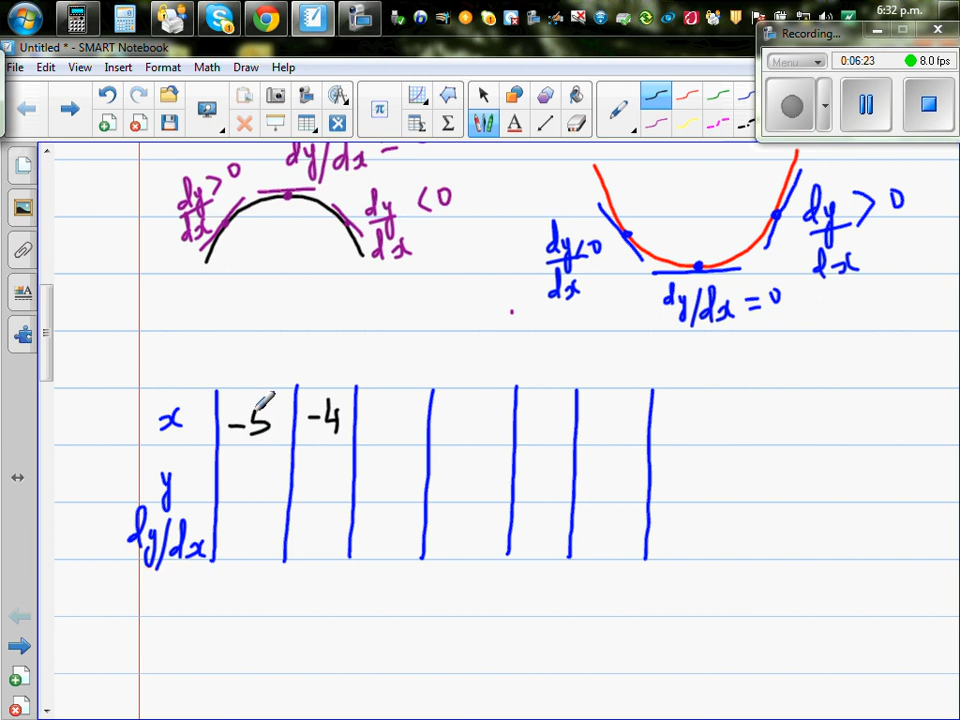 6:32 p.m.
Untitled * - SMART Notebook
Recording...
File Edit View Insert Format Math Draw Help
Menu 0:06:23 8.0 fps
π Σ A
dy/dx =
dy/dx > 0
dy/dx < 0
dy/dx < 0
dy/dx > 0
dy/dx = 0
x -5 -4
y
dy/dx